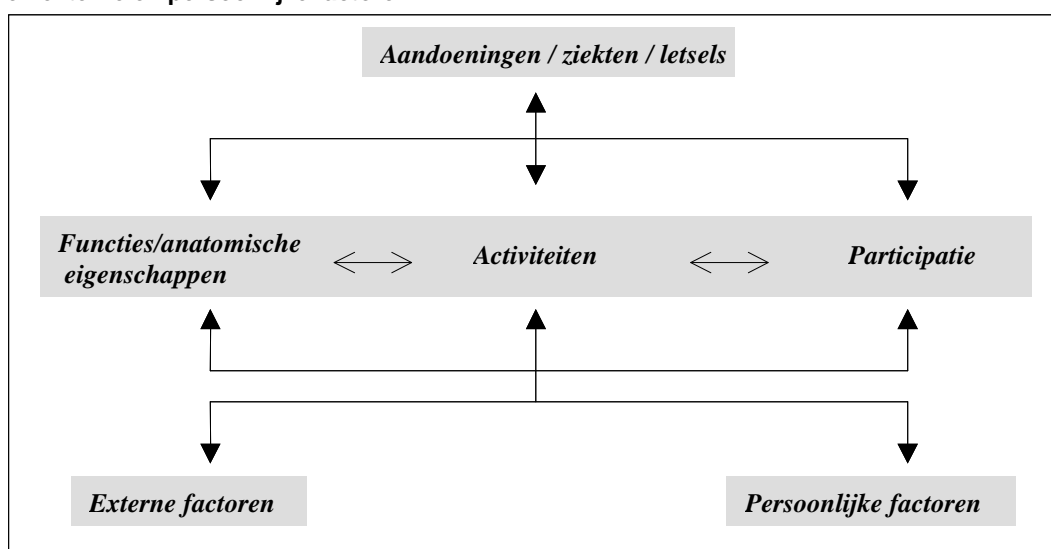 Aandoeningen / ziekten / letsels
Functies/anatomische
eigenschappen
Activiteiten
Participatie
Externe factoren
Persoonlijke factoren